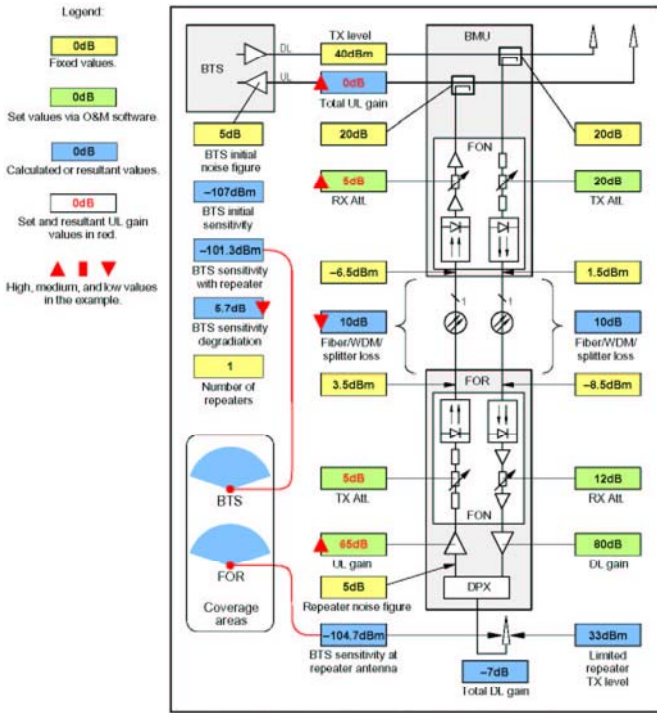 Legend:
0dB
Fixed values.
0dB
Set values via O&M software.
0dB
Calculated or resultant values.
0dB
Set and resultant UL gain
values in red.
High, medium, and low values
in the example.
BTS
DL
UL
TX level
40dBm
0dB
Total UL gain
BMU
5dB
BTS initial
noise figure
–107dBm
BTS initial
sensitivity
–101.3dBm
BTS sensitivity
with repeater
5.7dB
BTS sensitivity
degradation
1
Number of
repeaters
20dB
20dB
FON
5dB
RX Att.
20dB
TX Att.
–6.5dBm
1.5dBm
1
1
10dB
Fiber/WDM/
splitter loss
10dB
Fiber/WDM/
splitter loss
3.5dBm
–8.5dBm
FOR
5dB
TX Att.
12dB
RX Att.
FON
65dB
UL gain
80dB
DL gain
5dB
Repeater noise figure
DPX
BTS
FOR
Coverage
areas
–104.7dBm
BTS sensitivity at
repeater antenna
33dBm
Limited
repeater
TX level
–7dB
Total DL gain